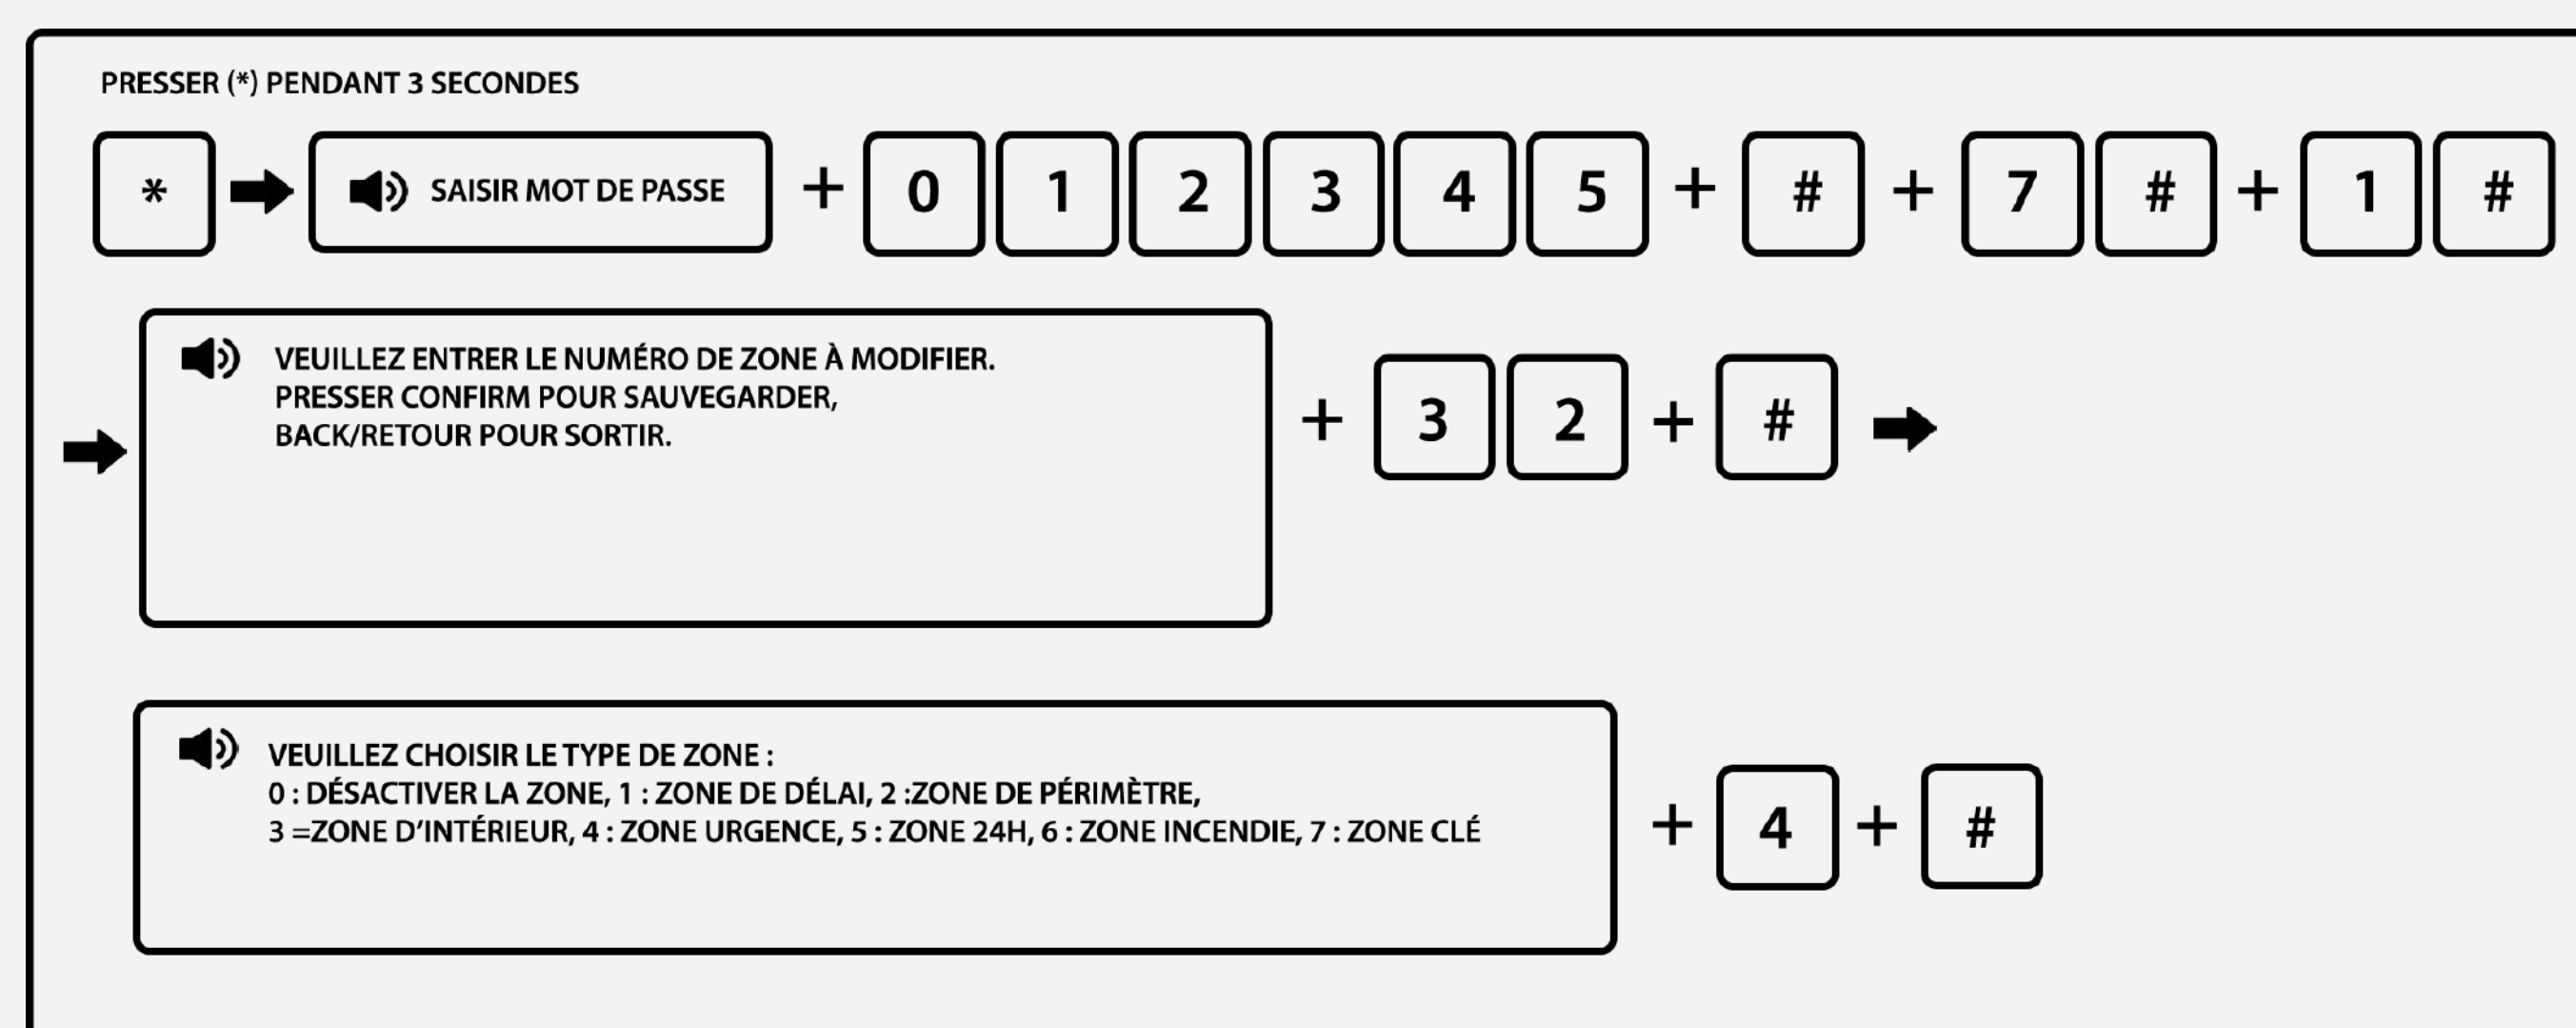 PRESSER (*) PENDANT 3 SECONDES
* SAISIR MOT DE PASSE + 0 1 2 3 4 5 + # + 7 # + 1 #
VEUILLEZ ENTRER LE NUMÉRO DE ZONE À MODIFIER.
PRESSER CONFIRM POUR SAUVEGARDER,
BACK/RETOUR POUR SORTIR.
+ 3 2 + #
VEUILLEZ CHOISIR LE TYPE DE ZONE :
0 : DÉSACTIVER LA ZONE, 1 : ZONE DE DÉLAI, 2 :ZONE DE PÉRIMÈTRE,
3 =ZONE D'INTÉRIEUR, 4 : ZONE URGENCE, 5 : ZONE 24H, 6 : ZONE INCENDIE, 7 : ZONE CLÉ
+ 4 + #